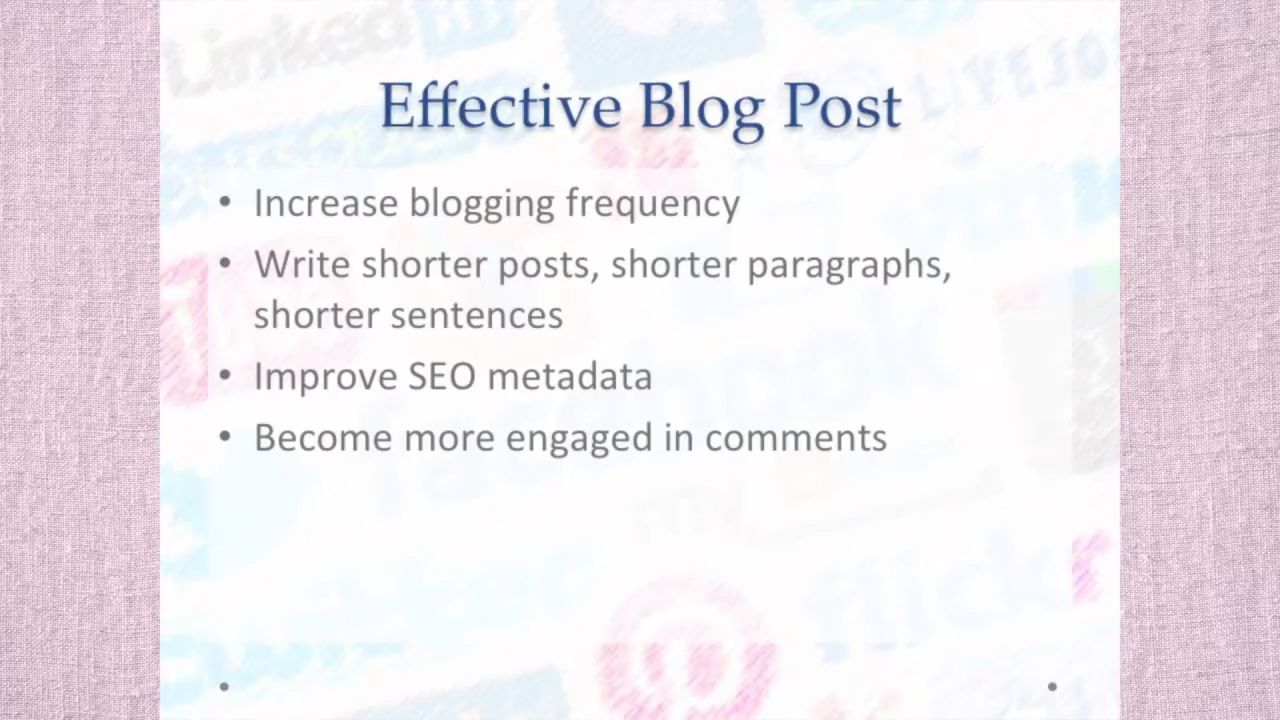 Effective Blog Post
• Increase blogging frequency
• Write shorter posts, shorter paragraphs,
shorter sentences
• Improve SEO metadata
• Become more engaged in comments